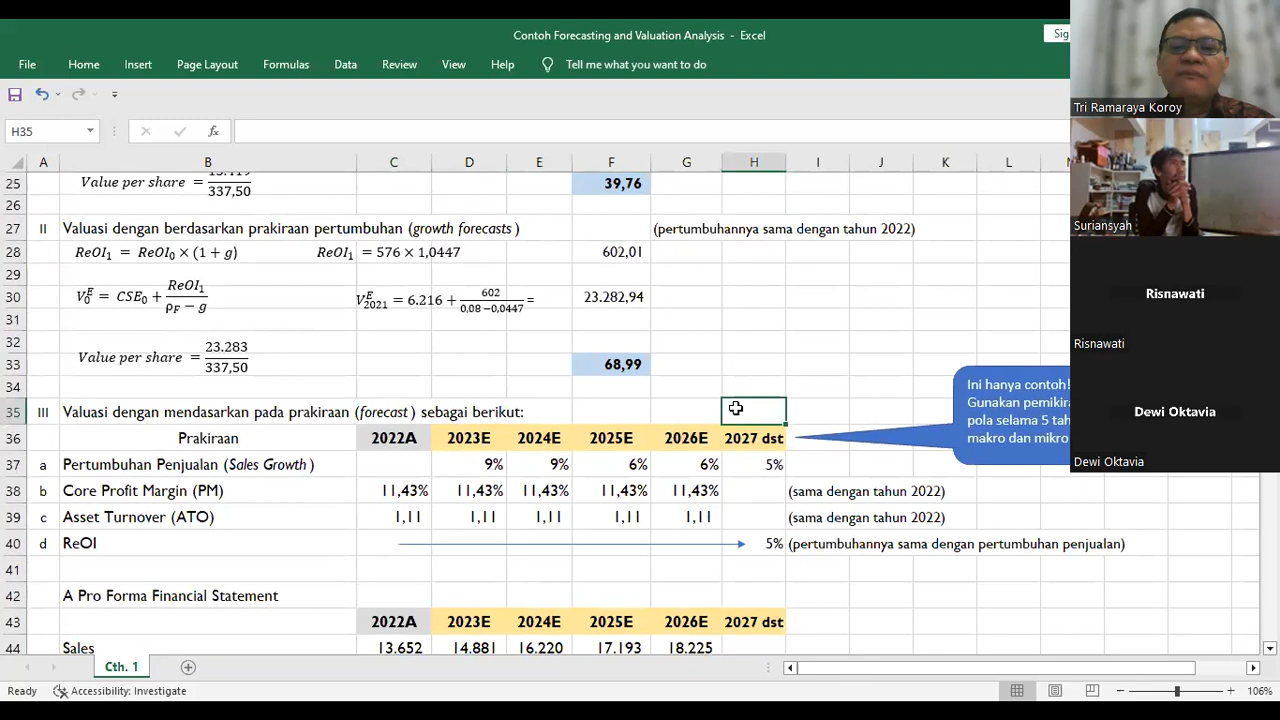 Contoh Forecasting and Valuation Analysis - Excel
Sig
File Home Insert Page Layout Formulas Data Review View Help Tell me what you want to do
H35 fx
A B C D E F G H I J K L
25 Value per share = 337,50 39,76
26
27 II Valuasi dengan berdasarkan prakiraan pertumbuhan (growth forecasts) (pertumbuhannya sama dengan tahun 2022)
28 ReOI₁ = ReOI₀ × (1 + g) ReOI₁ = 576 × 1,0447 602,01
29
30 V₀ᴱ = CSE₀ + ReOI₁ / ρF − g Vᴱ₂₀₂₁ = 6.216 + 602 / 0,08 −0,0447 = 23.282,94
31
32
33 Value per share = 23.283 / 337,50 68,99
34
35 III Valuasi dengan mendasarkan pada prakiraan (forecast) sebagai berikut:
36 Prakiraan 2022A 2023E 2024E 2025E 2026E 2027 dst
37 a Pertumbuhan Penjualan (Sales Growth) 9% 9% 6% 6% 5%
38 b Core Profit Margin (PM) 11,43% 11,43% 11,43% 11,43% 11,43% (sama dengan tahun 2022)
39 c Asset Turnover (ATO) 1,11 1,11 1,11 1,11 1,11 (sama dengan tahun 2022)
40 d ReOI 5% (pertumbuhannya sama dengan pertumbuhan penjualan)
41
42 A Pro Forma Financial Statement
43 2022A 2023E 2024E 2025E 2026E 2027 dst
44 Sales 13.652 14.881 16.220 17.193 18.225
Ini hanya contoh!
Gunakan pemikira
pola selama 5 tah
makro dan mikro
Tri Ramaraya Koroy
Suriansyah
Risnawati
Risnawati
Dewi Oktavia
Dewi Oktavia
Cth. 1
Ready Accessibility: Investigate 106%